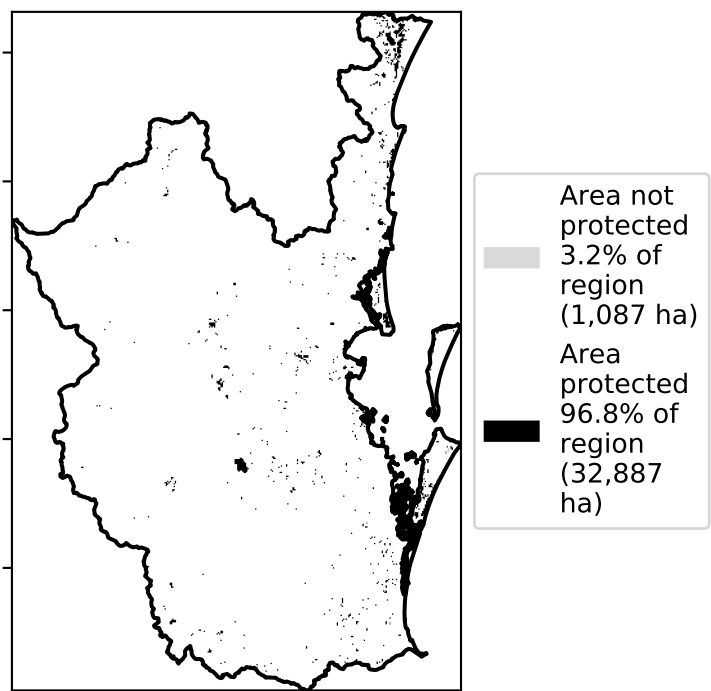 Area not
protected
3.2% of
region
(1,087 ha)
Area
protected
96.8% of
region
(32,887
ha)